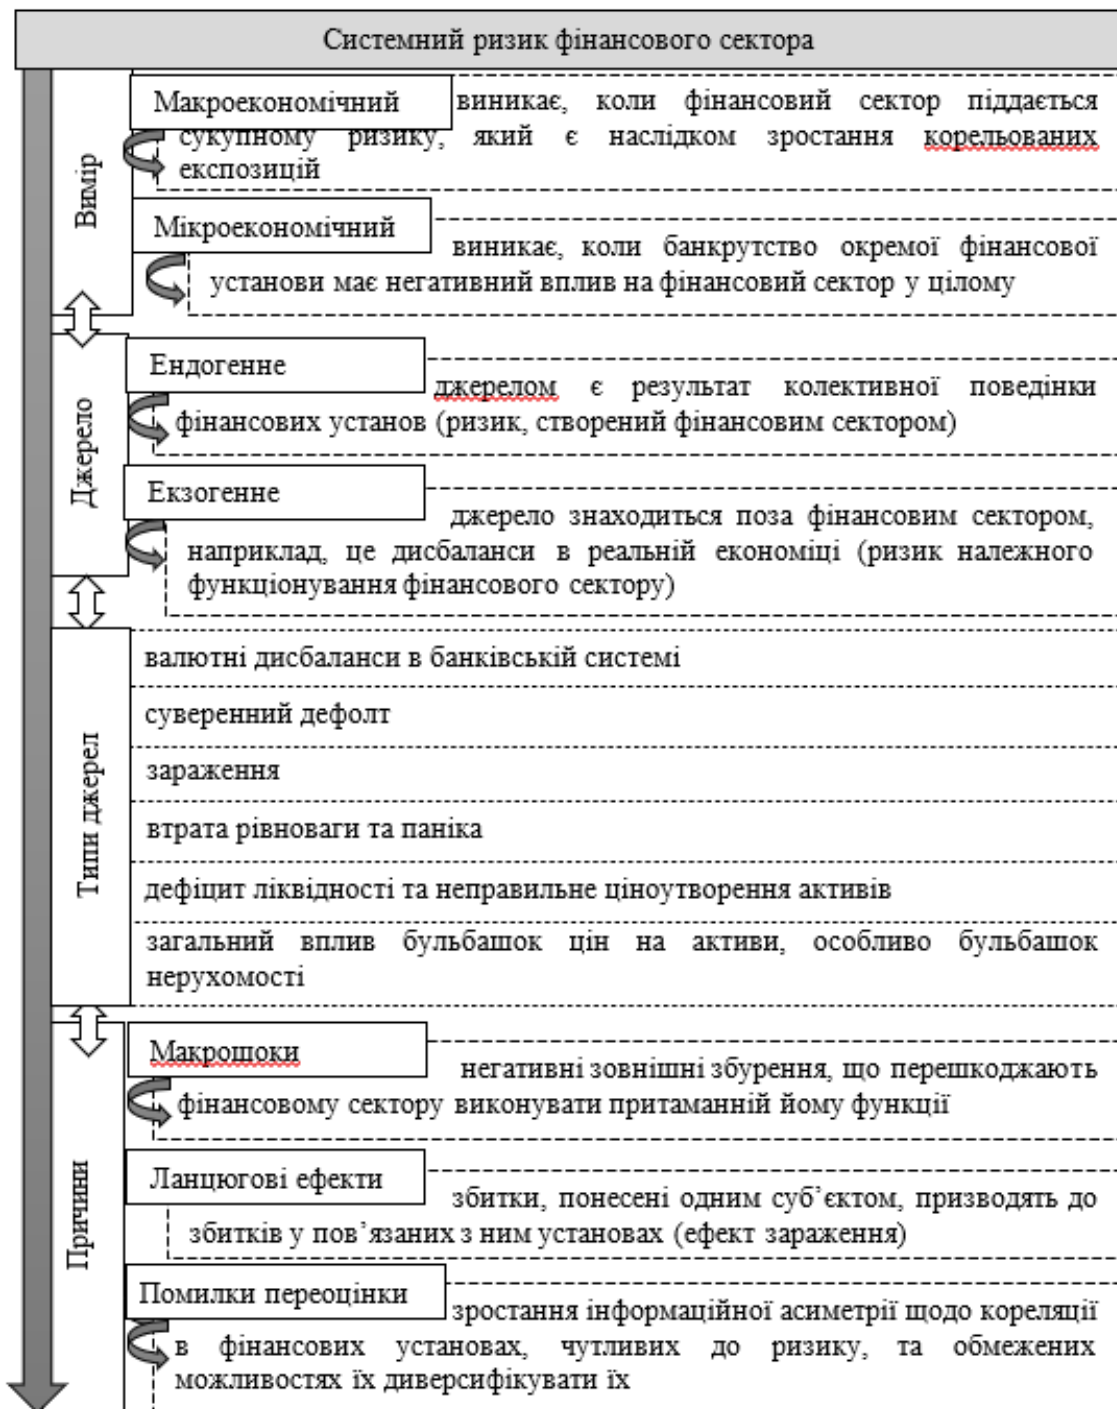 Системний ризик фінансового сектора
Вимір
Макроекономічний
виникає, коли фінансовий сектор піддається
сукупному ризику, який є наслідком зростання корельованих
експозицій
Мікроекономічний
виникає, коли банкрутство окремої фінансової
установи має негативний вплив на фінансовий сектор у цілому
Джерело
Ендогенне
джерелом є результат колективної поведінки
фінансових установ (ризик, створений фінансовим сектором)
Екзогенне
джерело знаходиться поза фінансовим сектором,
наприклад, це дисбаланси в реальній економіці (ризик належного
функціонування фінансового сектору)
Типи джерел
валютні дисбаланси в банківській системі
суверенний дефолт
зараження
втрата рівноваги та паніка
дефіцит ліквідності та неправильне ціноутворення активів
загальний вплив бульбашок цін на активи, особливо бульбашок
нерухомості
Причини
Макрошоки
негативні зовнішні збурення, що перешкоджають
фінансовому сектору виконувати притаманній йому функції
Ланцюгові ефекти
збитки, понесені одним суб’єктом, призводять до
збитків у пов’язаних з ним установах (ефект зараження)
Помилки переоцінки
зростання інформаційної асиметрії щодо кореляції
в фінансових установах, чутливих до ризику, та обмежених
можливостях їх диверсифікувати їх